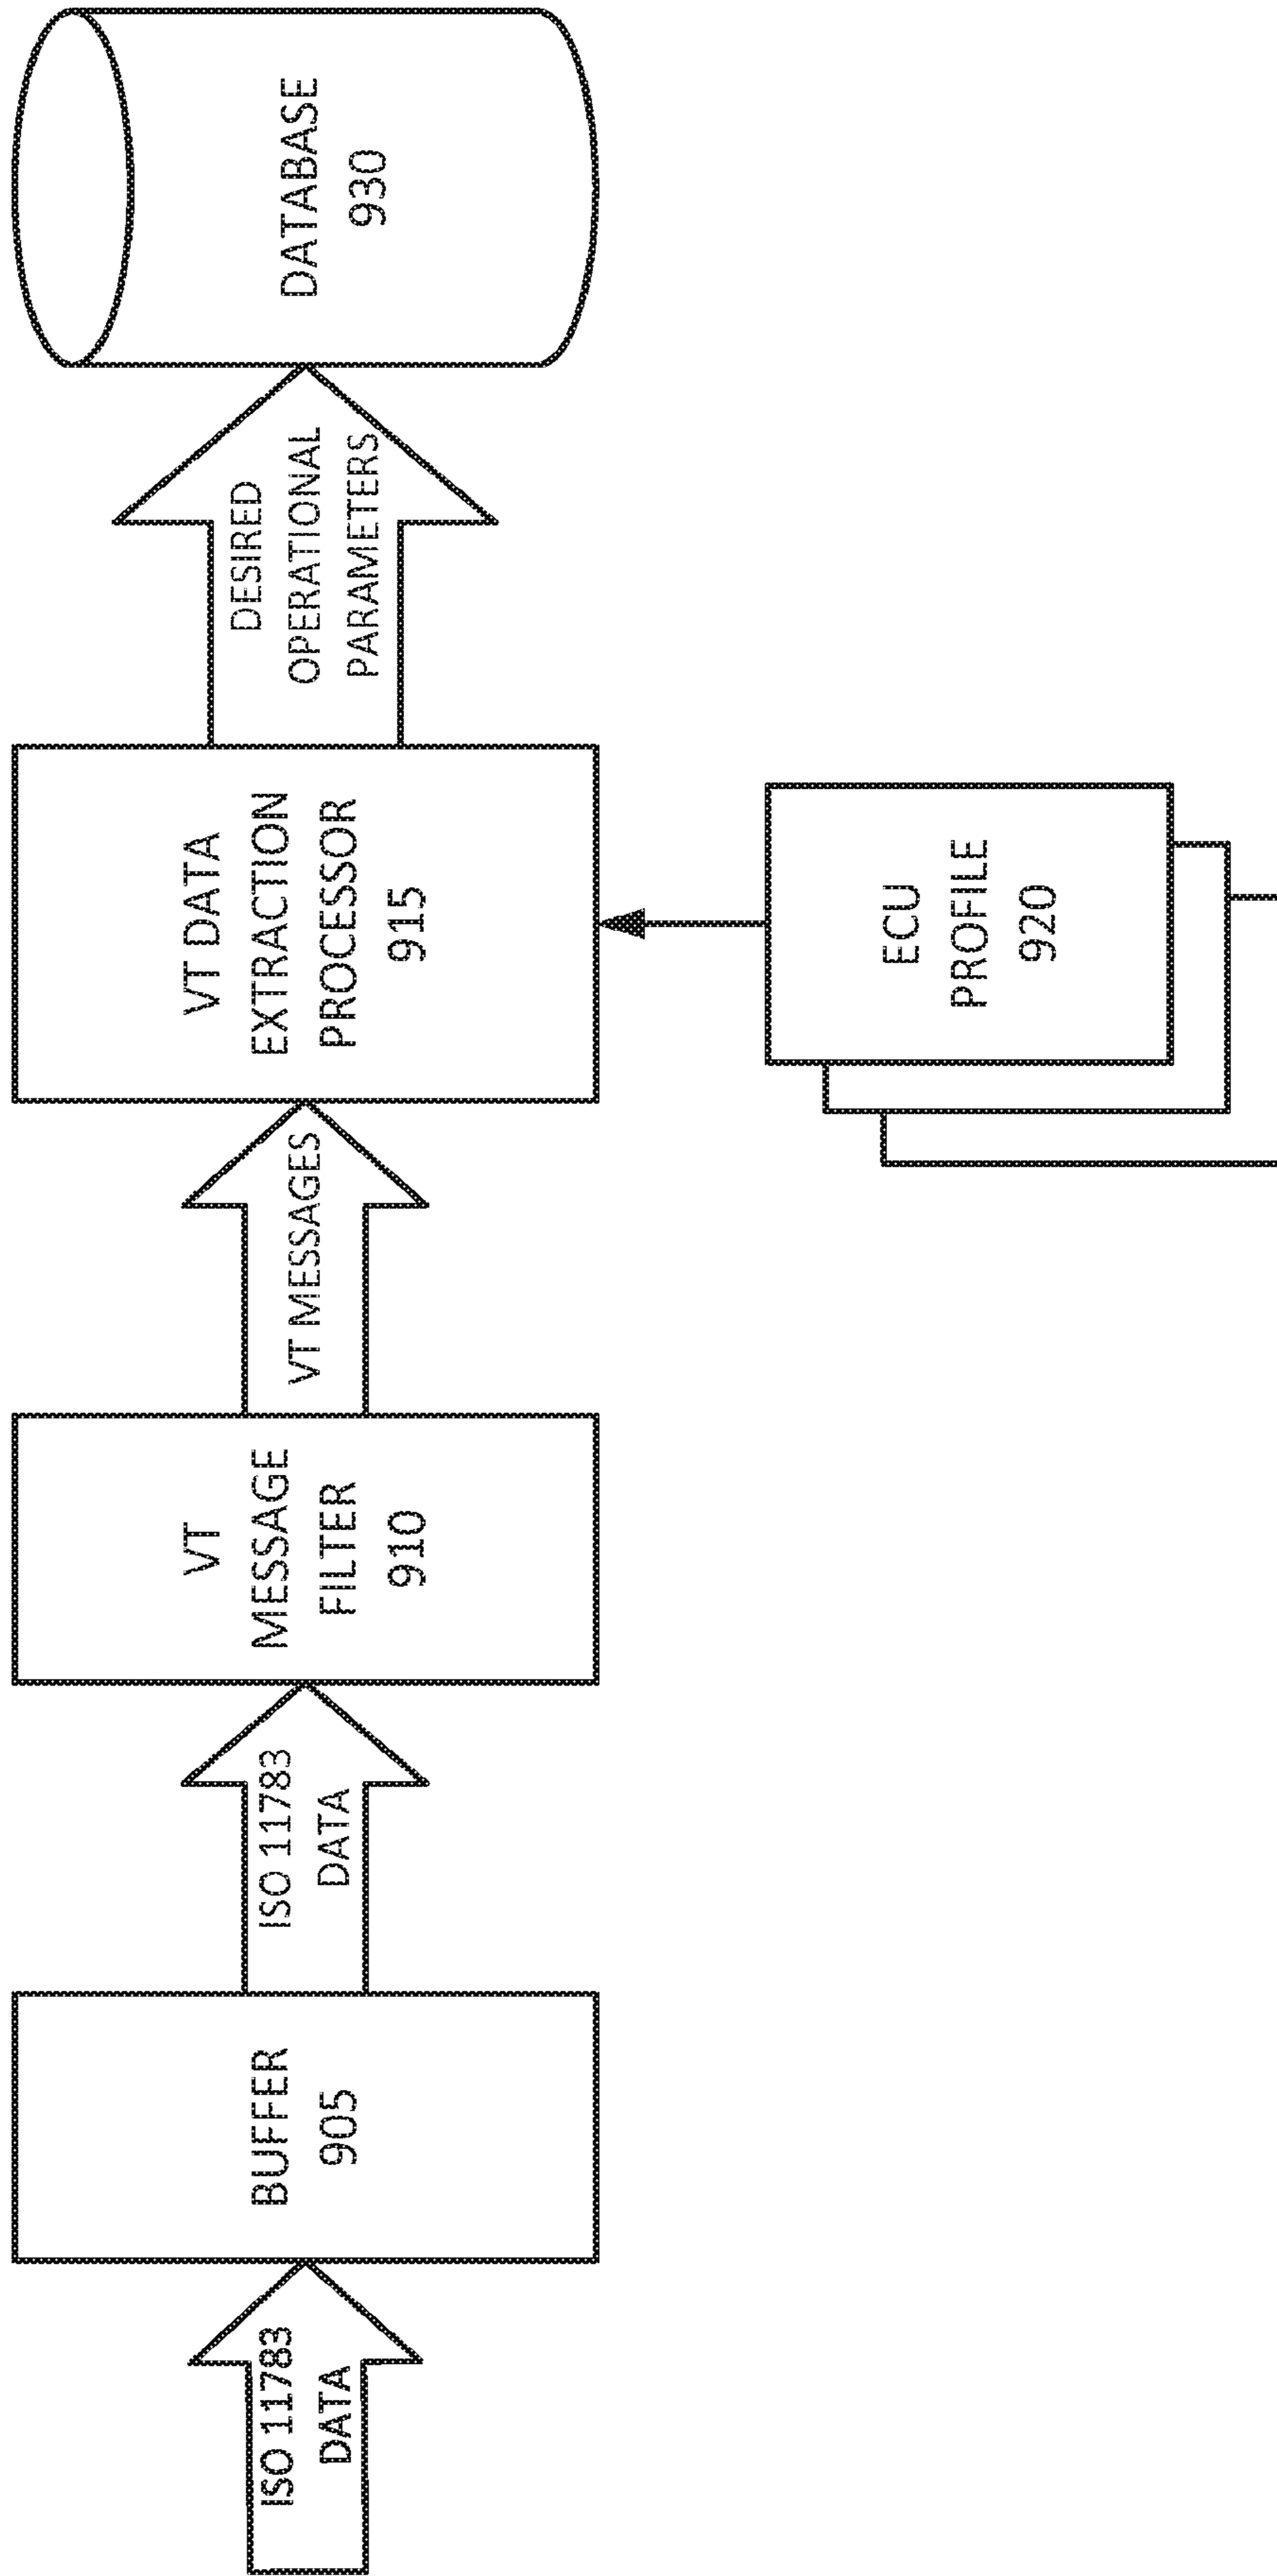 ISO 11783
DATA
BUFFER
905
ISO 11783
DATA
VT
MESSAGE
FILTER
910
VT MESSAGES
VT DATA
EXTRACTION
PROCESSOR
915
DESIRED
OPERATIONAL
PARAMETERS
DATABASE
930
ECU
PROFILE
920